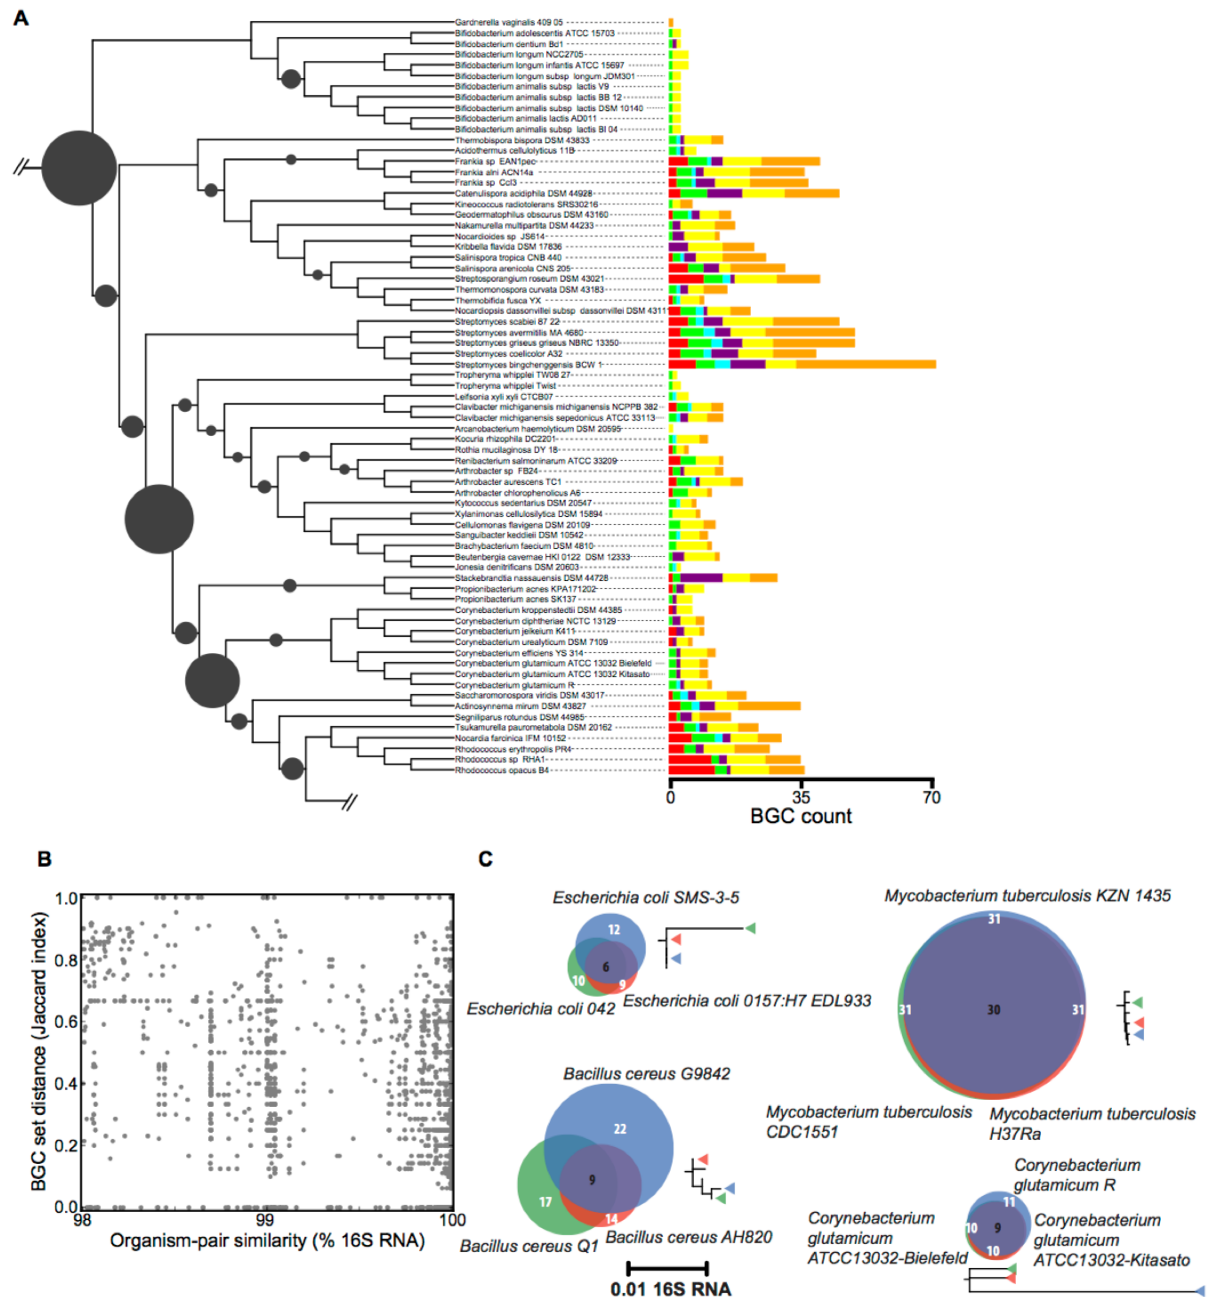 A
Gardnerella vaginalis 409 05
Bifidobacterium adolescentis ATCC 15703
Bifidobacterium dentium Bd1
Bifidobacterium longum NCC2705
Bifidobacterium longum infantis ATCC 15697
Bifidobacterium longum subsp longum JDM301
Bifidobacterium animalis subsp lactis V9
Bifidobacterium animalis subsp lactis BB 12
Bifidobacterium animalis subsp lactis DSM 10140
Bifidobacterium animalis lactis AD011
Bifidobacterium animalis subsp lactis BI 04
Thermobispora bispora DSM 43833
Acidothermus cellulolyticus 11B
Frankia sp EAN1pec
Frankia alni ACN14a
Frankia sp CcI3
Catenulispora acidiphila DSM 44928
Kineococcus radiotolerans SRS30216
Geodermatophilus obscurus DSM 43160
Nakamurella multipartita DSM 44233
Nocardioides sp JS614
Kribbella flavida DSM 17836
Salinispora tropica CNB 440
Salinispora arenicola CNS 205
Streptosporangium roseum DSM 43021
Thermomonospora curvata DSM 43183
Thermobifida fusca YX
Nocardiopsis dassonvillei subsp dassonvillei DSM 4311
Streptomyces scabiei 87 22
Streptomyces avermitilis MA 4680
Streptomyces griseus griseus NBRC 13350
Streptomyces coelicolor A32
Streptomyces bingchenggensis BCW 1
Tropheryma whipplei TW08 27
Tropheryma whipplei Twist
Leifsonia xyli xyli CTCB07
Clavibacter michiganensis michiganensis NCPPB 382
Clavibacter michiganensis sepedonicus ATCC 33113
Arcanobacterium haemolyticum DSM 20595
Kocuria rhizophila DC2201
Rothia mucilaginosa DY 18
Renibacterium salmoninarum ATCC 33209
Arthrobacter sp FB24
Arthrobacter aurescens TC1
Arthrobacter chlorophenolicus A6
Kytococcus sedentarius DSM 20547
Xylanimonas cellulosilytica DSM 15894
Cellulomonas flavigena DSM 20109
Sanguibacter keddieii DSM 10542
Brachybacterium faecium DSM 4810
Beutenbergia cavernae HKI 0122 DSM 12333
Jonesia denitrificans DSM 20603
Stackebrandtia nassauensis DSM 44728
Propionibacterium acnes KPA171202
Propionibacterium acnes SK137
Corynebacterium kroppenstedtii DSM 44385
Corynebacterium diphtheriae NCTC 13129
Corynebacterium jeikeium K411
Corynebacterium urealyticum DSM 7109
Corynebacterium efficiens YS 314
Corynebacterium glutamicum ATCC 13032 Bielefeld
Corynebacterium glutamicum ATCC 13032 Kitasato
Corynebacterium glutamicum R
Saccharomonospora viridis DSM 43017
Actinosynnema mirum DSM 43827
Segniliparus rotundus DSM 44985
Tsukamurella paurometabola DSM 20162
Nocardia farcinica IFM 10152
Rhodococcus erythropolis PR4
Rhodococcus sp RHA1
Rhodococcus opacus B4
0 35 70
BGC count
B
BGC set distance (Jaccard index)
1.0
0.8
0.6
0.4
0.2
0.0
98 99 100
Organism-pair similarity (% 16S RNA)
C
Escherichia coli SMS-3-5
12
6
10
9
Escherichia coli 042
Escherichia coli 0157:H7 EDL933
Mycobacterium tuberculosis KZN 1435
31
31
30
31
Mycobacterium tuberculosis
CDC1551
Mycobacterium tuberculosis
H37Ra
Bacillus cereus G9842
22
9
17
14
Bacillus cereus Q1
Bacillus cereus AH820
0.01 16S RNA
Corynebacterium
glutamicum R
11
10
9
10
Corynebacterium
glutamicum
ATCC13032-Bielefeld
Corynebacterium
glutamicum
ATCC13032-Kitasato